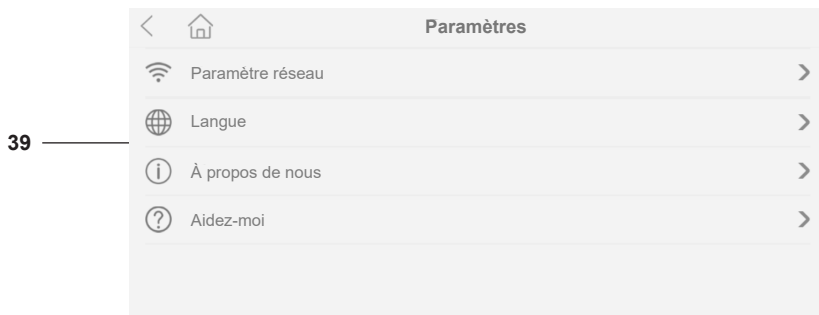 Paramètres
Paramètre réseau
Langue
39
À propos de nous
Aidez-moi